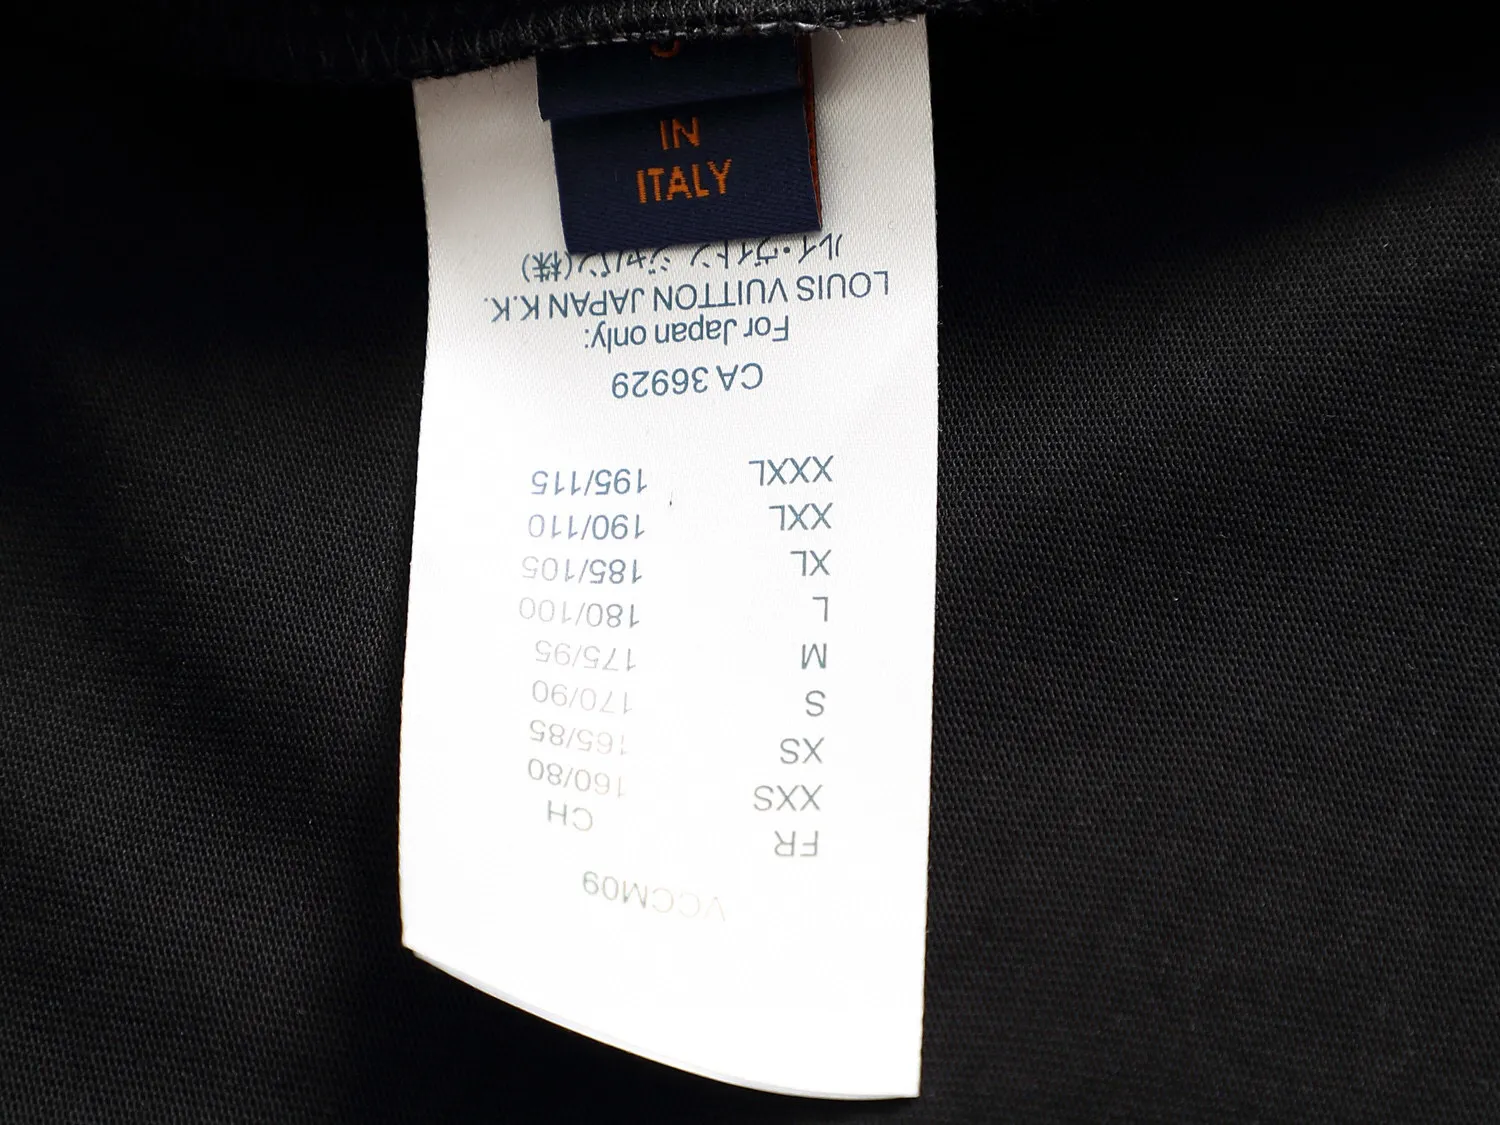 IN
ITALY
VCCM09
FR CH
XXS 160/80
XS 165/85
S 170/90
M 175/95
L 180/100
XL 185/105
XXL 190/110
XXXL 195/115
CA 36929
For Japan only:
LOUIS VUITTON JAPAN K.K.
ルイ・ヴィトン ジャパン(株)